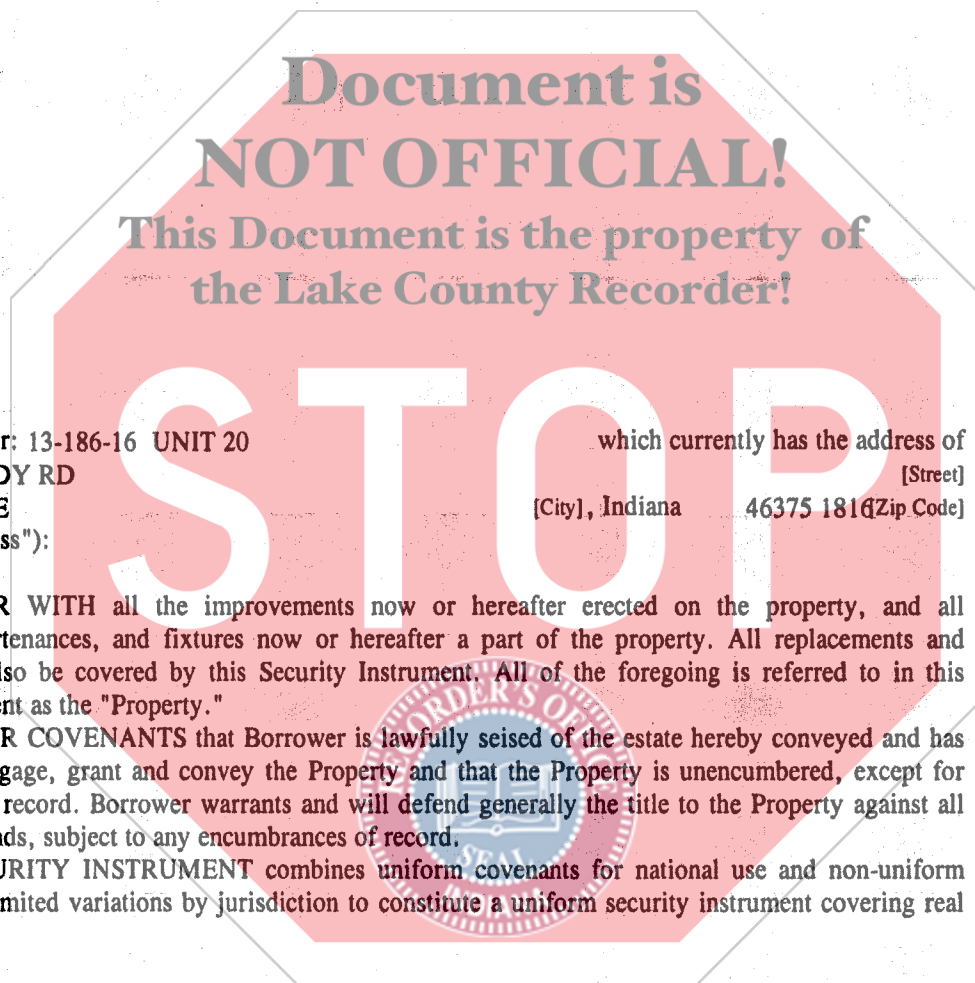 Document is
NOT OFFICIAL!
This Document is the property of
the Lake County Recorder!
STOP
r: 13-186-16 UNIT 20 which currently has the address of
DY RD [Street]
E [City], Indiana 46375 1816[Zip Code]
ss"):
R WITH all the improvements now or hereafter erected on the property, and all
tenances, and fixtures now or hereafter a part of the property. All replacements and
lso be covered by this Security Instrument. All of the foregoing is referred to in this
ent as the "Property."
R COVENANTS that Borrower is lawfully seised of the estate hereby conveyed and has
gage, grant and convey the Property and that the Property is unencumbered, except for
record. Borrower warrants and will defend generally the title to the Property against all
nds, subject to any encumbrances of record.
URITY INSTRUMENT combines uniform covenants for national use and non-uniform
mited variations by jurisdiction to constitute a uniform security instrument covering real
RECORDER'S OFFICE
SEAL
INDIANA